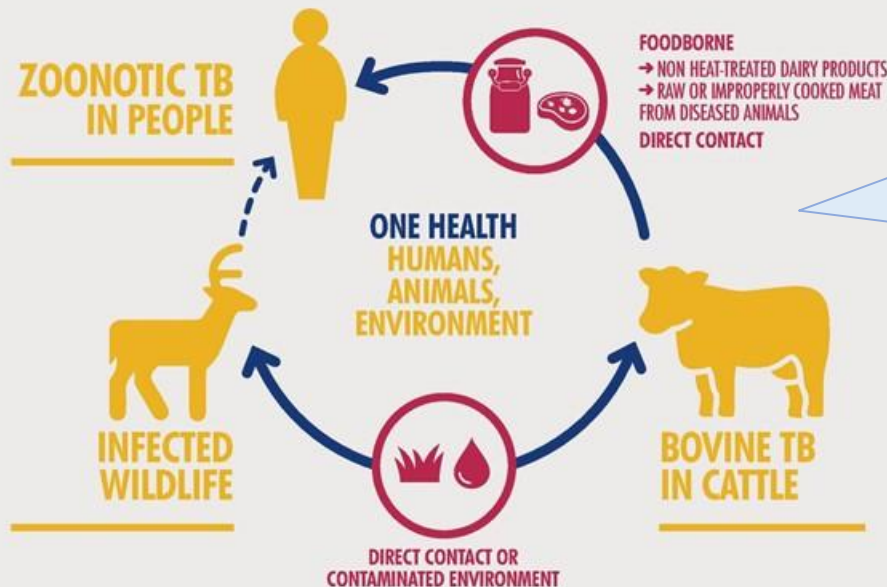 ZOONOTIC TB
IN PEOPLE
FOODBORNE
→ NON HEAT-TREATED DAIRY PRODUCTS
→ RAW OR IMPROPERLY COOKED MEAT
FROM DISEASED ANIMALS
DIRECT CONTACT
ONE HEALTH
HUMANS,
ANIMALS,
ENVIRONMENT
INFECTED
WILDLIFE
BOVINE TB
IN CATTLE
DIRECT CONTACT OR
CONTAMINATED ENVIRONMENT